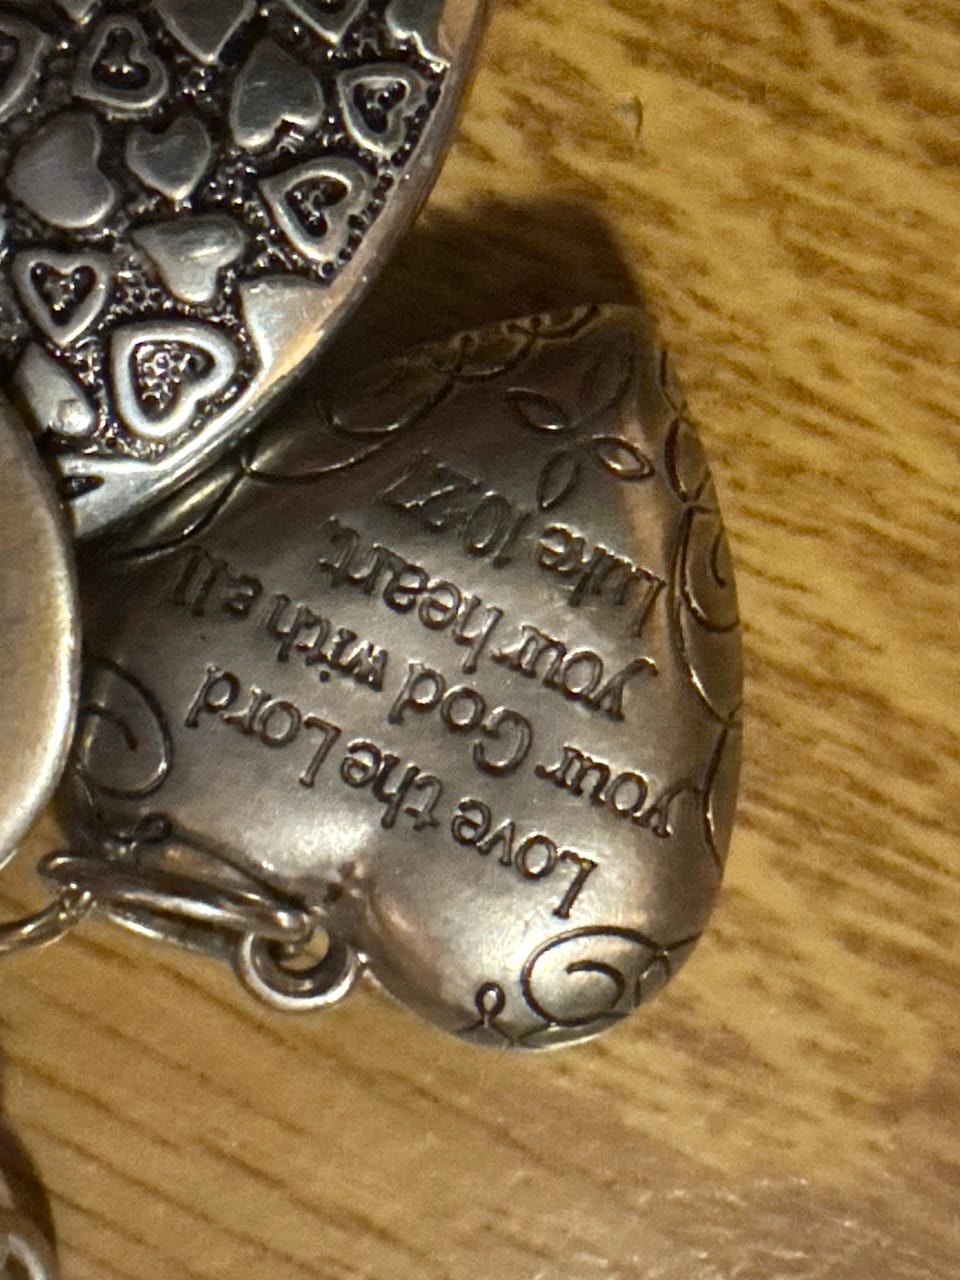 Love the Lord
your God with all
your heart.
Luke 10:27